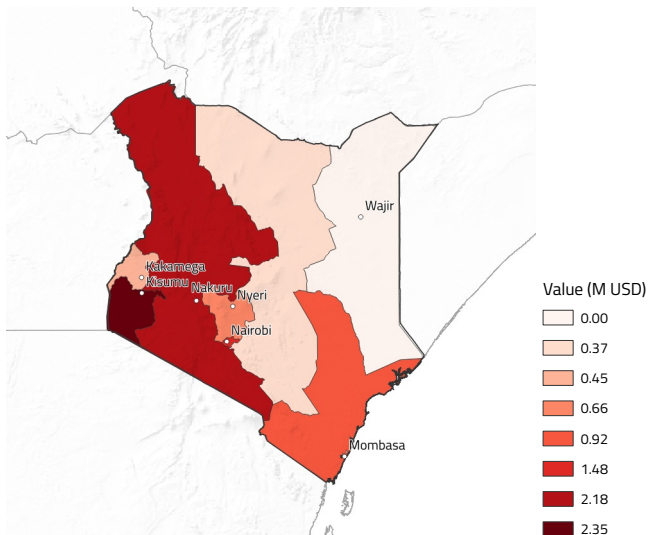 Wajir
Kakamega
Kisumu
Nakuru
Nyeri
Nairobi
Mombasa
Value (M USD)
0.00
0.37
0.45
0.66
0.92
1.48
2.18
2.35